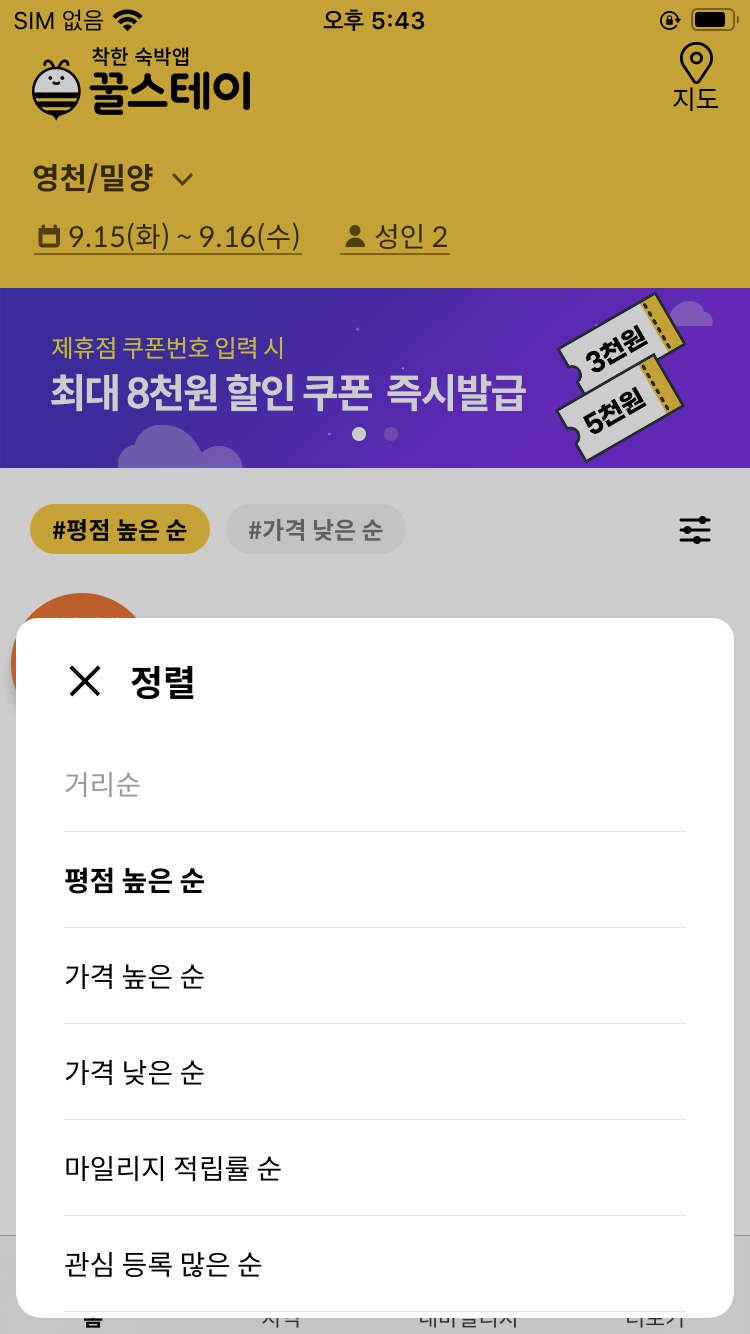 SIM 없음
오후 5:43
착한 숙박앱
꿀스테이
지도
영천/밀양
9.15(화) ~ 9.16(수)
성인 2
제휴점 쿠폰번호 입력 시
최대 8천원 할인 쿠폰 즉시발급
3천원
5천원
#평점 높은 순
#가격 낮은 순
정렬
거리순
평점 높은 순
가격 높은 순
가격 낮은 순
마일리지 적립률 순
관심 등록 많은 순